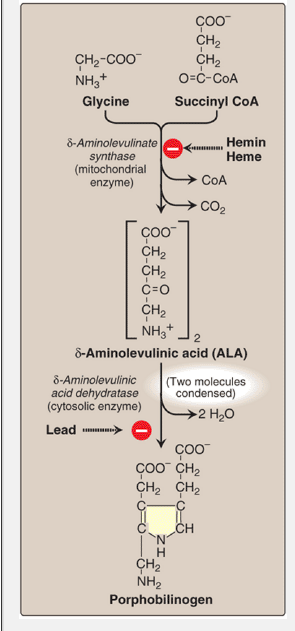 COO⁻
CH₂
CH₂
O=C-CoA
CH₂-COO⁻
NH₃⁺
Glycine
Succinyl CoA
δ-Aminolevulinate
synthase
(mitochondrial
enzyme)
Hemin
Heme
CoA
CO₂
COO⁻
CH₂
CH₂
C=O
CH₂
NH₃⁺
2
δ-Aminolevulinic acid (ALA)
δ-Aminolevulinic
acid dehydratase
(cytosolic enzyme)
(Two molecules
condensed)
2 H₂O
Lead
COO⁻
COO⁻ CH₂
CH₂ CH₂
C C
C CH
N
H
CH₂
NH₂
Porphobilinogen